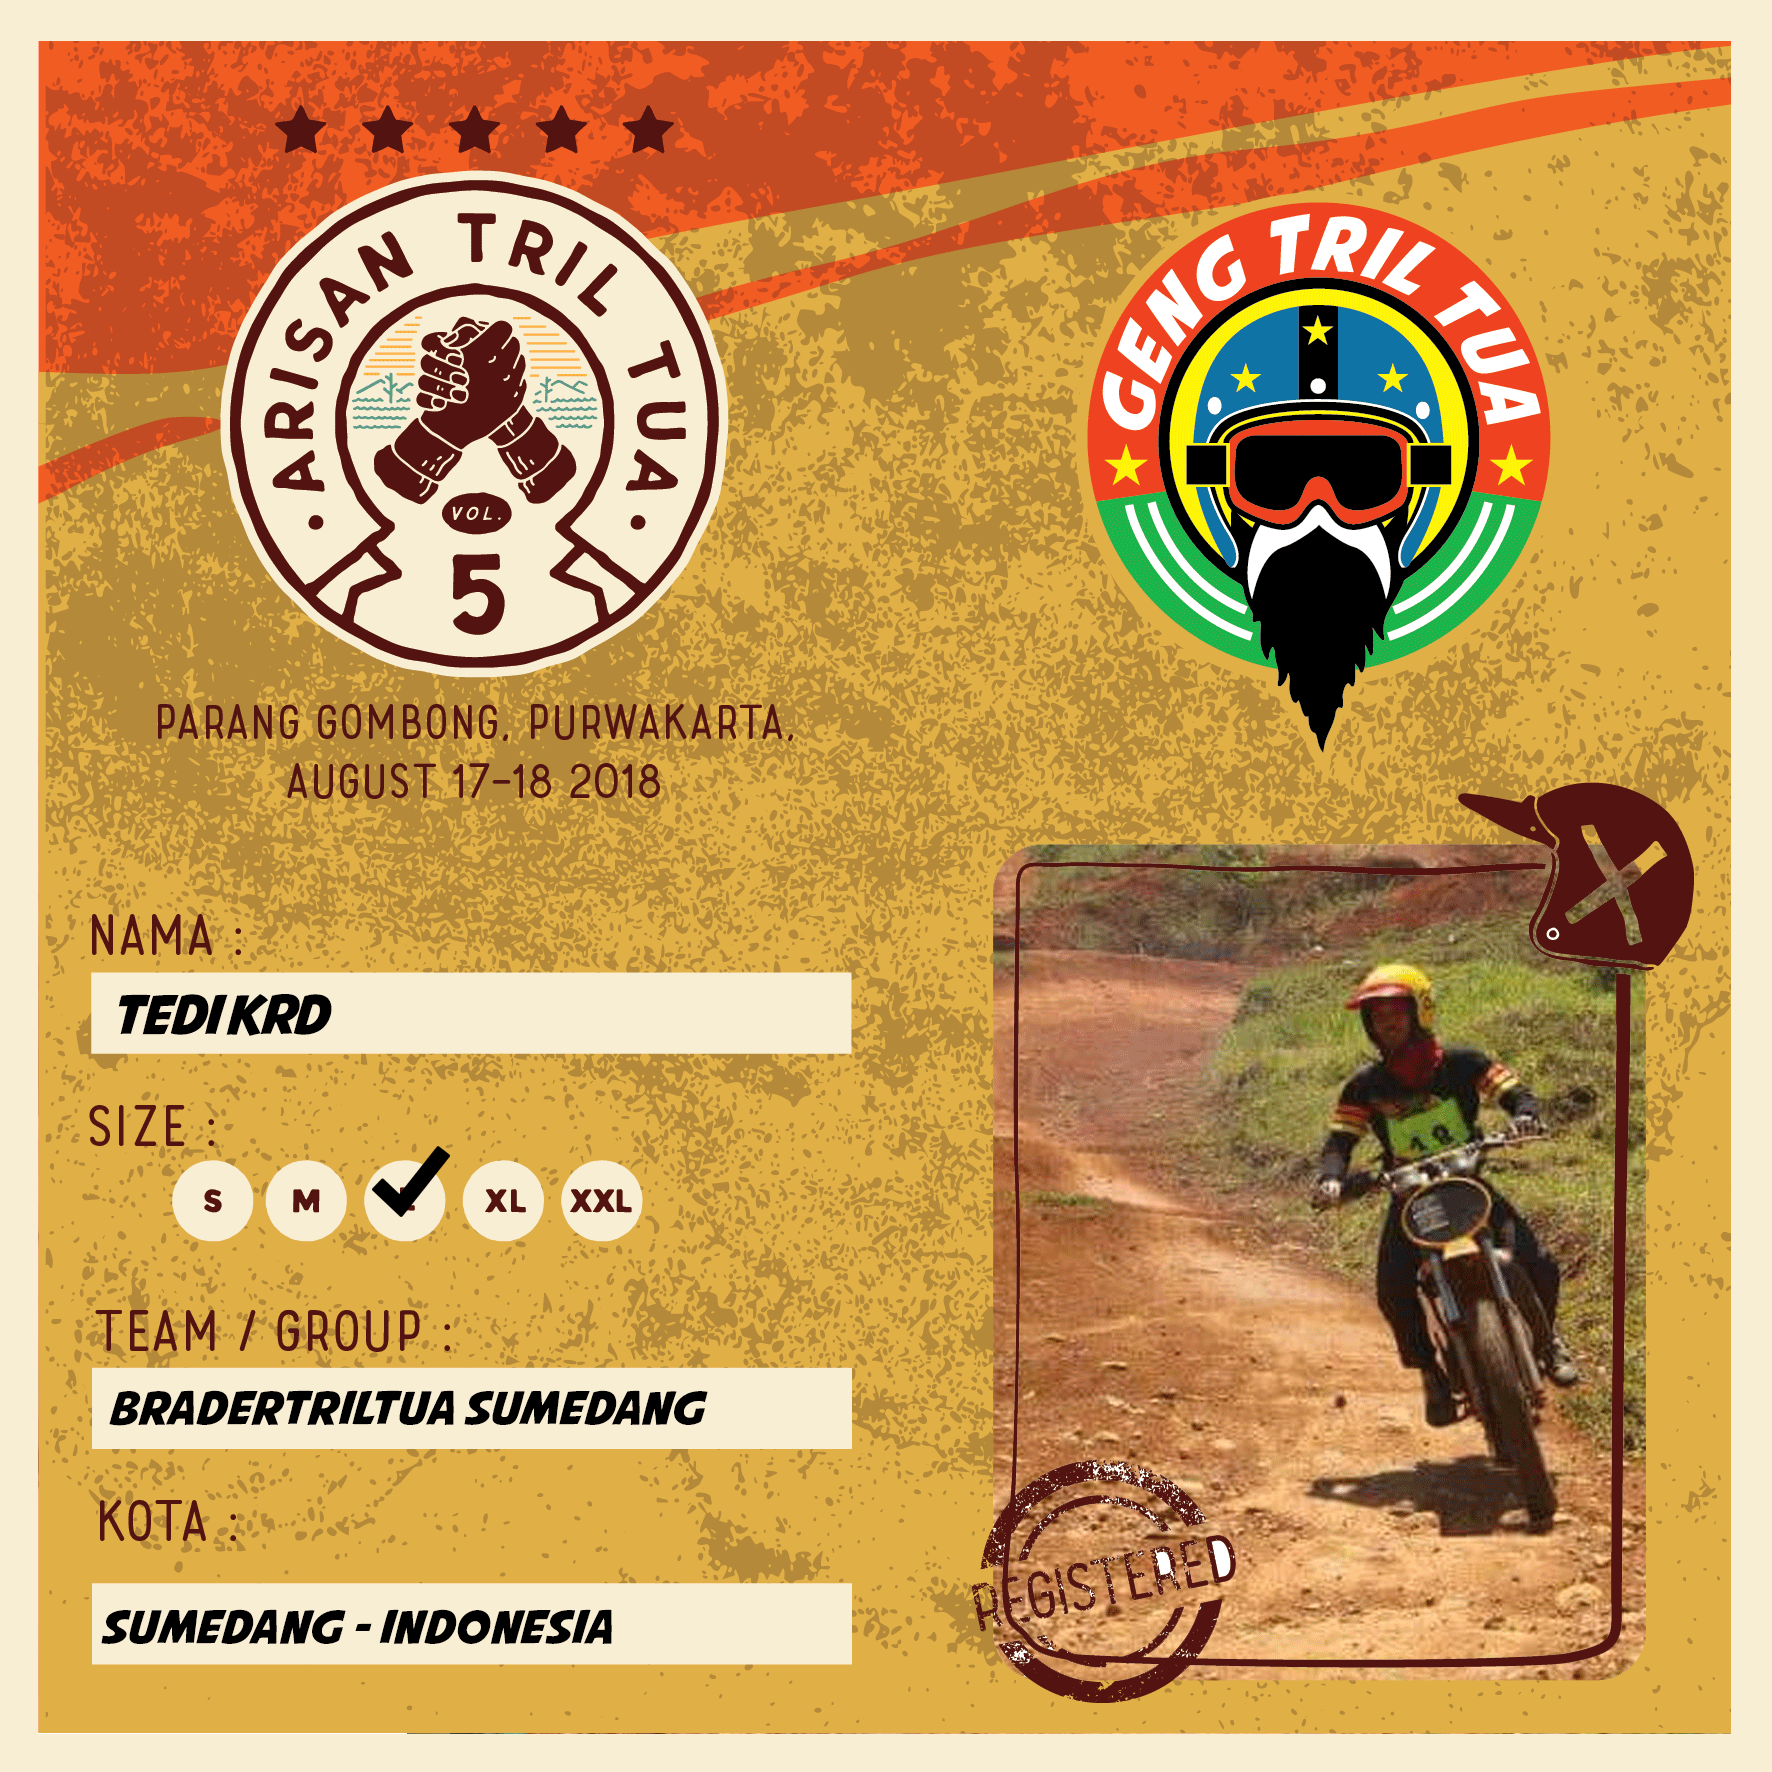 ARISAN TRIL TUA
VOL.
5
GENG TRIL TUA
PARANG GOMBONG, PURWAKARTA,
AUGUST 17-18 2018
NAMA :
TEDI KRD
SIZE :
S M L XL XXL
TEAM / GROUP :
BRADERTRILTUA SUMEDANG
KOTA :
SUMEDANG - INDONESIA
48
REGISTERED